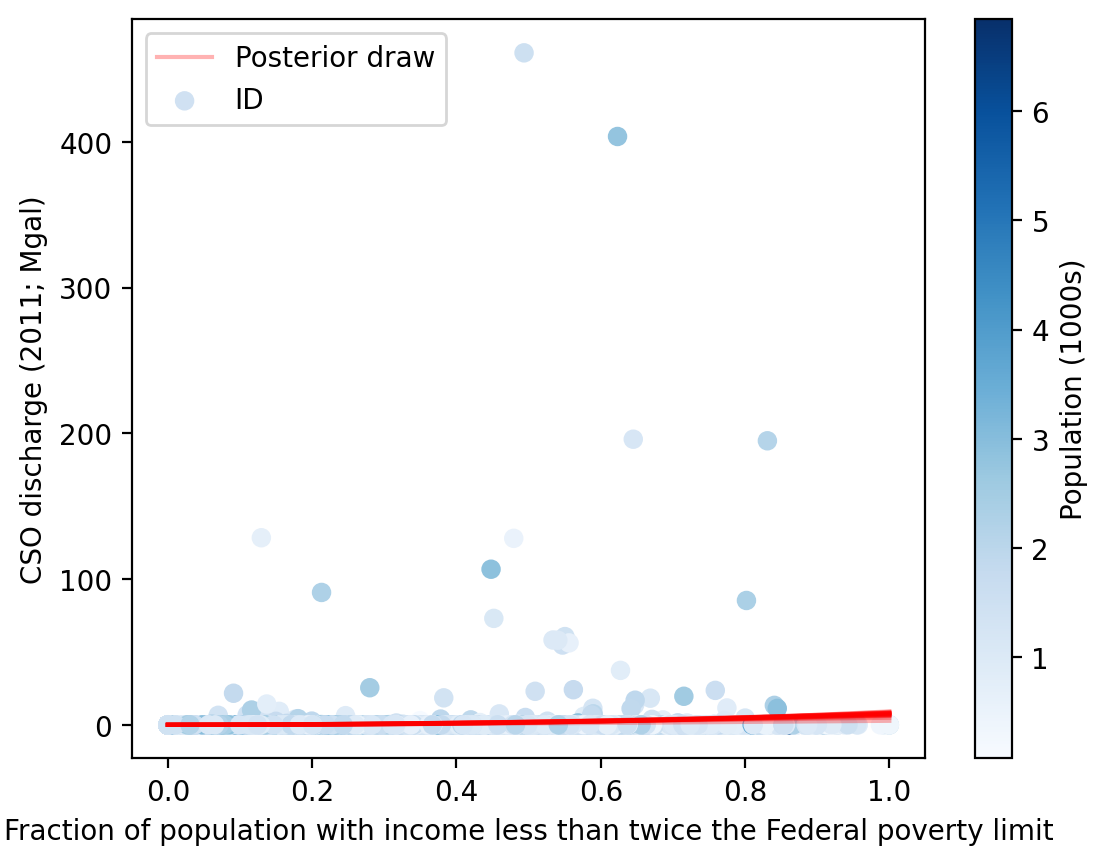 Posterior draw
ID
CSO discharge (2011; Mgal)
400
300
200
100
0
0.0 0.2 0.4 0.6 0.8 1.0
Fraction of population with income less than twice the Federal poverty limit
6
5
4
3
2
1
Population (1000s)